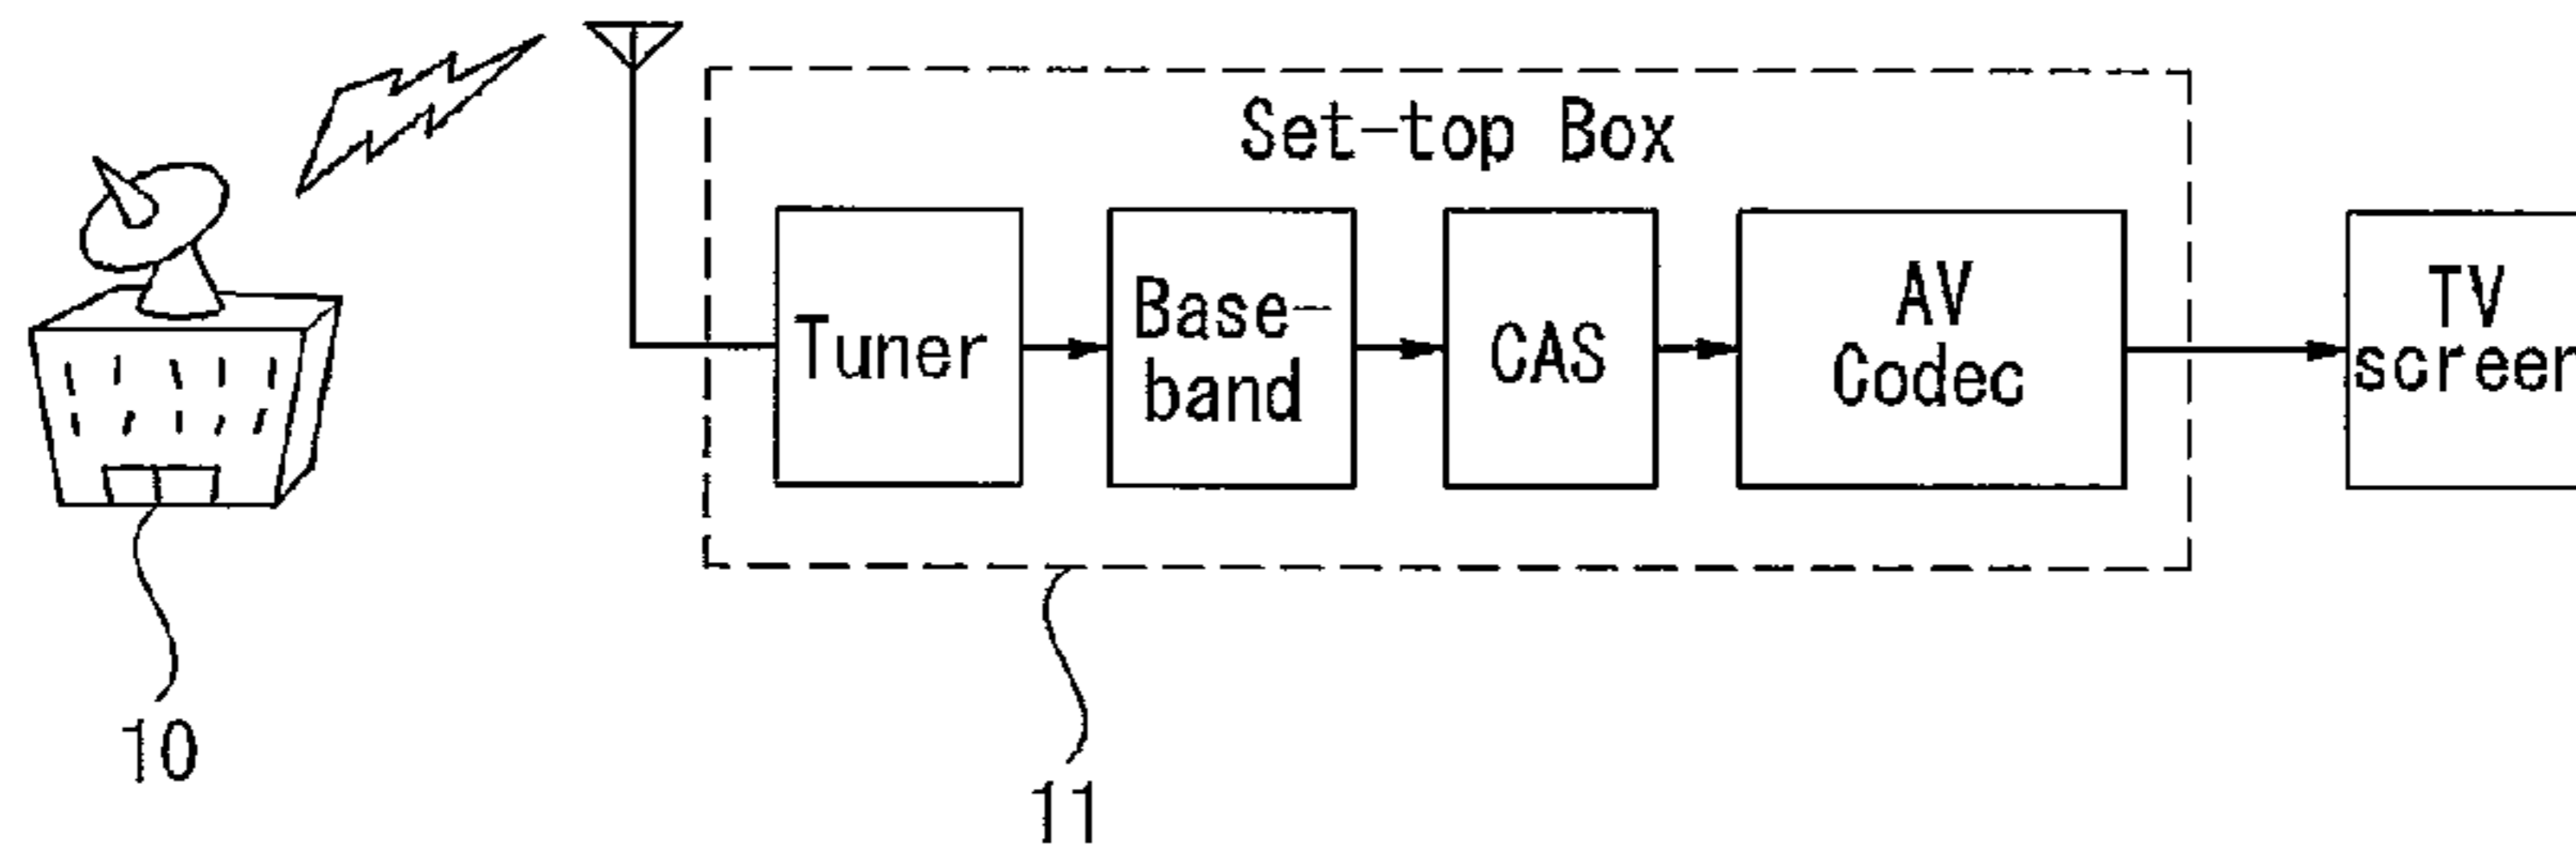 Set-top Box
Tuner
Base-
band
CAS
AV
Codec
TV
screen
10
11